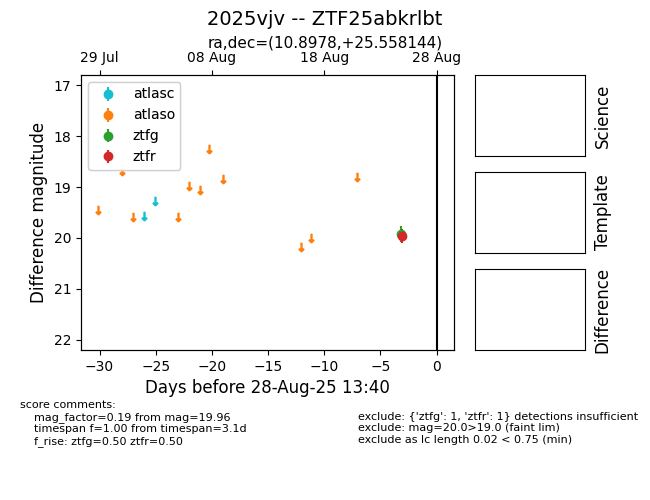 2025vjv -- ZTF25abkrlbt
ra,dec=(10.8978,+25.558144)
29 Jul 08 Aug 18 Aug 28 Aug
atlasc
atlaso
ztfg
ztfr
17
18
19
20
21
22
Difference magnitude
−30 −25 −20 −15 −10 −5 0
Days before 28-Aug-25 13:40
Science
Template
Difference
score comments:
mag_factor=0.19 from mag=19.96
timespan f=1.00 from timespan=3.1d
f_rise: ztfg=0.50 ztfr=0.50
exclude: {'ztfg': 1, 'ztfr': 1} detections insufficient
exclude: mag=20.0>19.0 (faint lim)
exclude as lc length 0.02 < 0.75 (min)